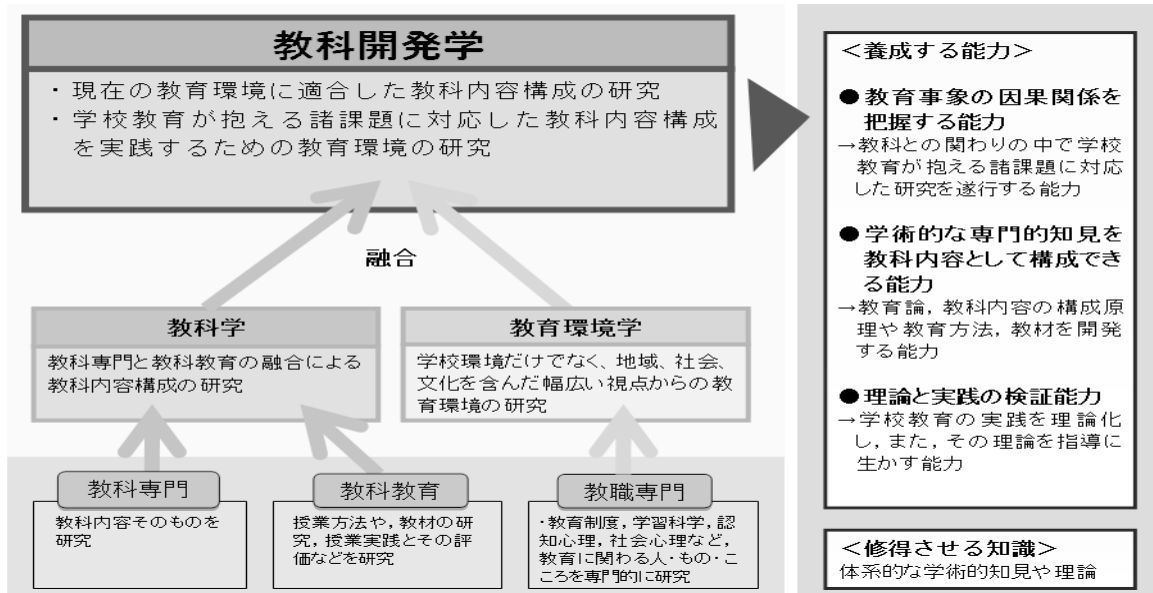 教科開発学
・現在の教育環境に適合した教科内容構成の研究
・学校教育が抱える諸課題に対応した教科内容構成
を実践するための教育環境の研究
融合
教科学
教科専門と教科教育の融合による
教科内容構成の研究
教育環境学
学校環境だけでなく、地域、社会、
文化を含んだ幅広い視点からの教
育環境の研究
教科専門
教科内容そのものを
研究
教科教育
授業方法や，教材の研
究，授業実践とその評
価などを研究
教職専門
・教育制度，学習科学，認
知心理，社会心理など，
教育に関わる人・もの・こ
ころを専門的に研究
＜養成する能力＞
●教育事象の因果関係を
把握する能力
→教科との関わりの中で学校
教育が抱える諸課題に対応
した研究を遂行する能力
●学術的な専門的知見を
教科内容として構成でき
る能力
→教育論，教科内容の構成原
理や教育方法，教材を開発
する能力
●理論と実践の検証能力
→学校教育の実践を理論化
し，また，その理論を指導に
生かす能力
＜修得させる知識＞
体系的な学術的知見や理論